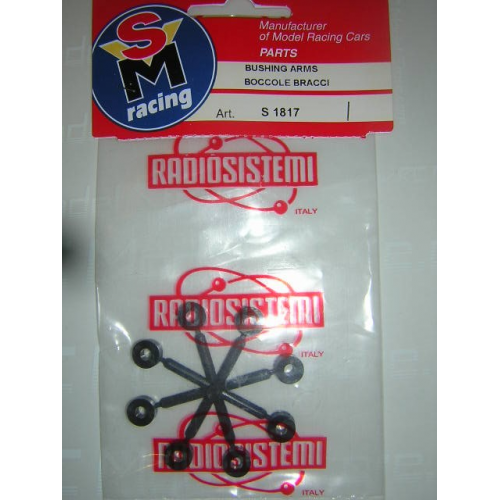 SM
racing
Manufacturer
of Model Racing Cars
PARTS
BUSHING ARMS
BOCCOLE BRACCI
Art. S 1817
RADIOSISTEMI
ITALY
RADIOSISTEMI
ITALY
RADIOSISTEMI